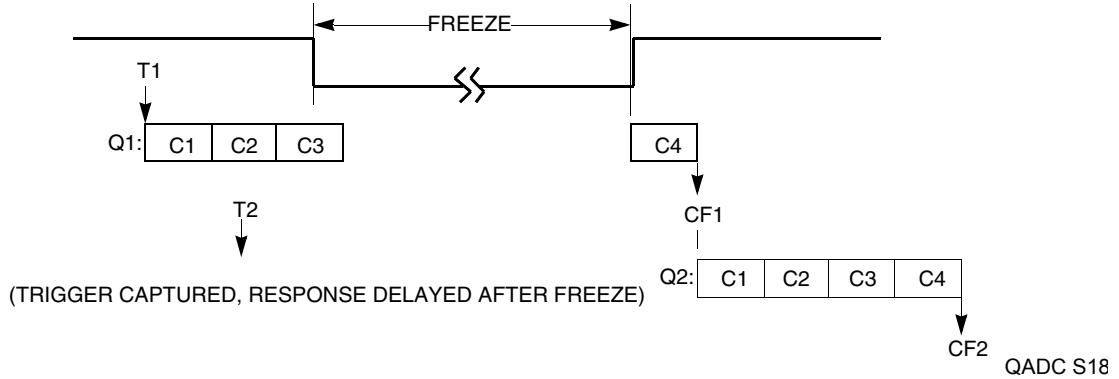 FREEZE
T1
Q1: C1 C2 C3 C4
T2
CF1
(TRIGGER CAPTURED, RESPONSE DELAYED AFTER FREEZE)
Q2: C1 C2 C3 C4
CF2
QADC S18